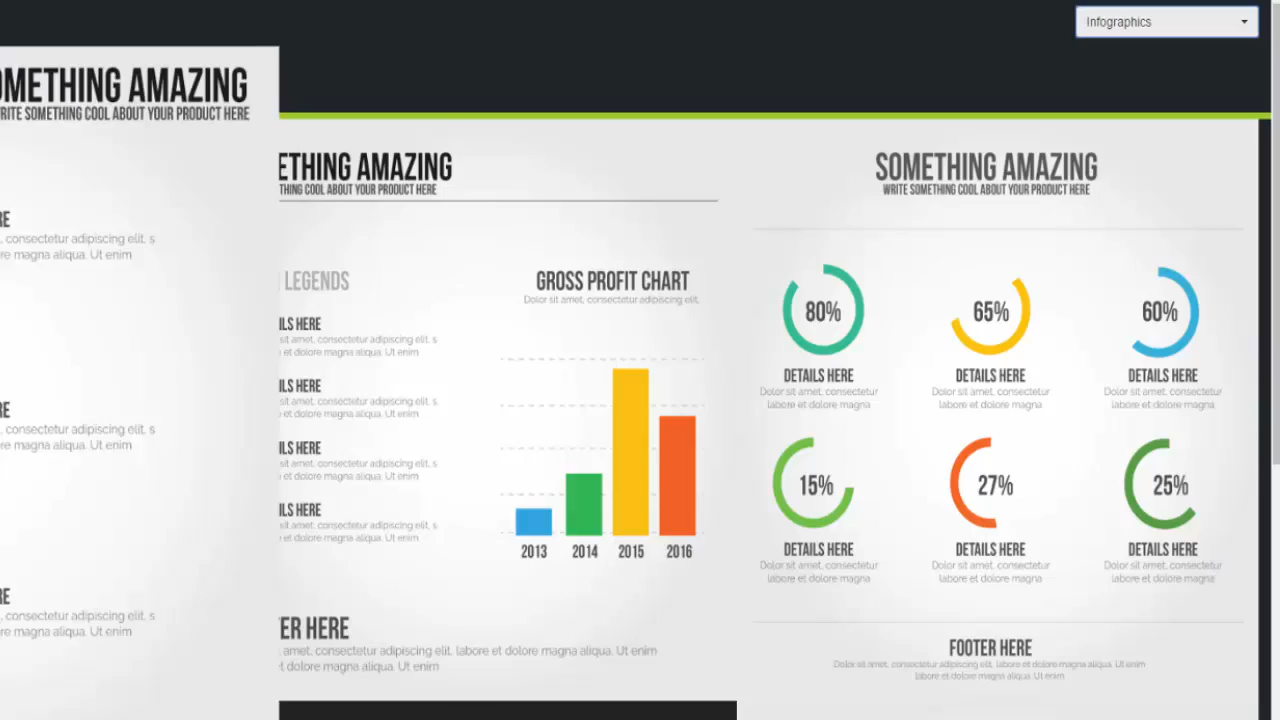 Infographics
OMETHING AMAZING
RITE SOMETHING COOL ABOUT YOUR PRODUCT HERE
RE
, consectetur adipiscing elit, s
re magna aliqua. Ut enim
RE
, consectetur adipiscing elit, s
re magna aliqua. Ut enim
RE
, consectetur adipiscing elit, s
re magna aliqua. Ut enim
ETHING AMAZING
THING COOL ABOUT YOUR PRODUCT HERE
LEGENDS
ILS HERE
sit amet, consectetur adipiscing elit, s
e et dolore magna aliqua. Ut enim
ILS HERE
sit amet, consectetur adipiscing elit, s
e et dolore magna aliqua. Ut enim
ILS HERE
sit amet, consectetur adipiscing elit, s
e et dolore magna aliqua. Ut enim
ILS HERE
sit amet, consectetur adipiscing elit, s
e et dolore magna aliqua. Ut enim
GROSS PROFIT CHART
Dolor sit amet, consectetur adipiscing elit,
2013 2014 2015 2016
ER HERE
amet, consectetur adipiscing elit, labore et dolore magna aliqua. Ut enim
t dolore magna aliqua. Ut enim
SOMETHING AMAZING
WRITE SOMETHING COOL ABOUT YOUR PRODUCT HERE
80% 65% 60%
DETAILS HERE DETAILS HERE DETAILS HERE
Dolor sit amet, consectetur Dolor sit amet, consectetur Dolor sit amet, consectetur
labore et dolore magna labore et dolore magna labore et dolore magna
15% 27% 25%
DETAILS HERE DETAILS HERE DETAILS HERE
Dolor sit amet, consectetur Dolor sit amet, consectetur Dolor sit amet, consectetur
labore et dolore magna labore et dolore magna labore et dolore magna
FOOTER HERE
Dolor sit amet, consectetur adipiscing elit, labore et dolore magna aliqua. Ut enim
labore et dolore magna aliqua. Ut enim